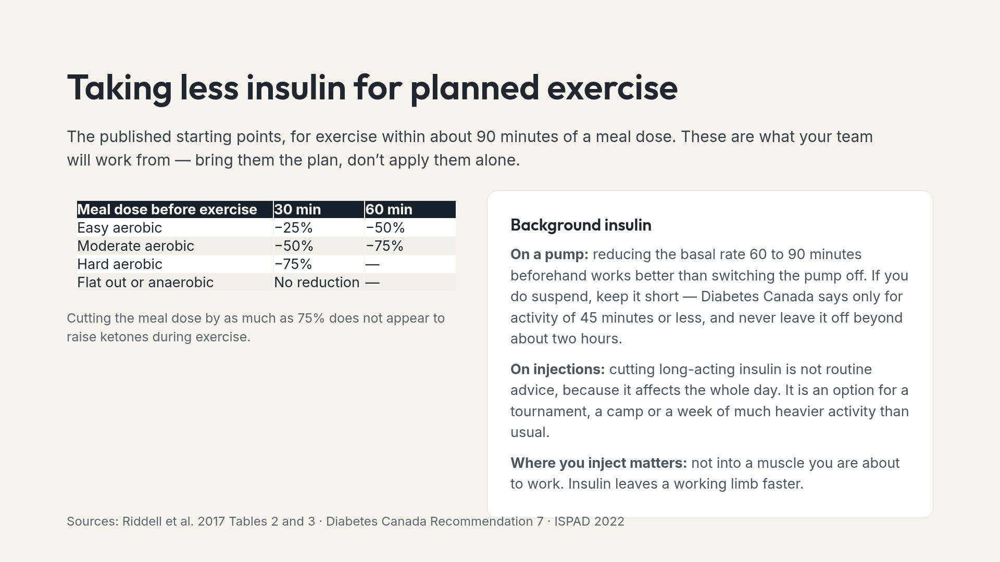 Taking less insulin for planned exercise
The published starting points, for exercise within about 90 minutes of a meal dose. These are what your team
will work from — bring them the plan, don’t apply them alone.
Meal dose before exercise 30 min 60 min
Easy aerobic −25% −50%
Moderate aerobic −50% −75%
Hard aerobic −75% —
Flat out or anaerobic No reduction —
Cutting the meal dose by as much as 75% does not appear to
raise ketones during exercise.
Background insulin
On a pump: reducing the basal rate 60 to 90 minutes
beforehand works better than switching the pump off. If you
do suspend, keep it short — Diabetes Canada says only for
activity of 45 minutes or less, and never leave it off beyond
about two hours.
On injections: cutting long-acting insulin is not routine
advice, because it affects the whole day. It is an option for a
tournament, a camp or a week of much heavier activity than
usual.
Where you inject matters: not into a muscle you are about
to work. Insulin leaves a working limb faster.
Sources: Riddell et al. 2017 Tables 2 and 3 · Diabetes Canada Recommendation 7 · ISPAD 2022